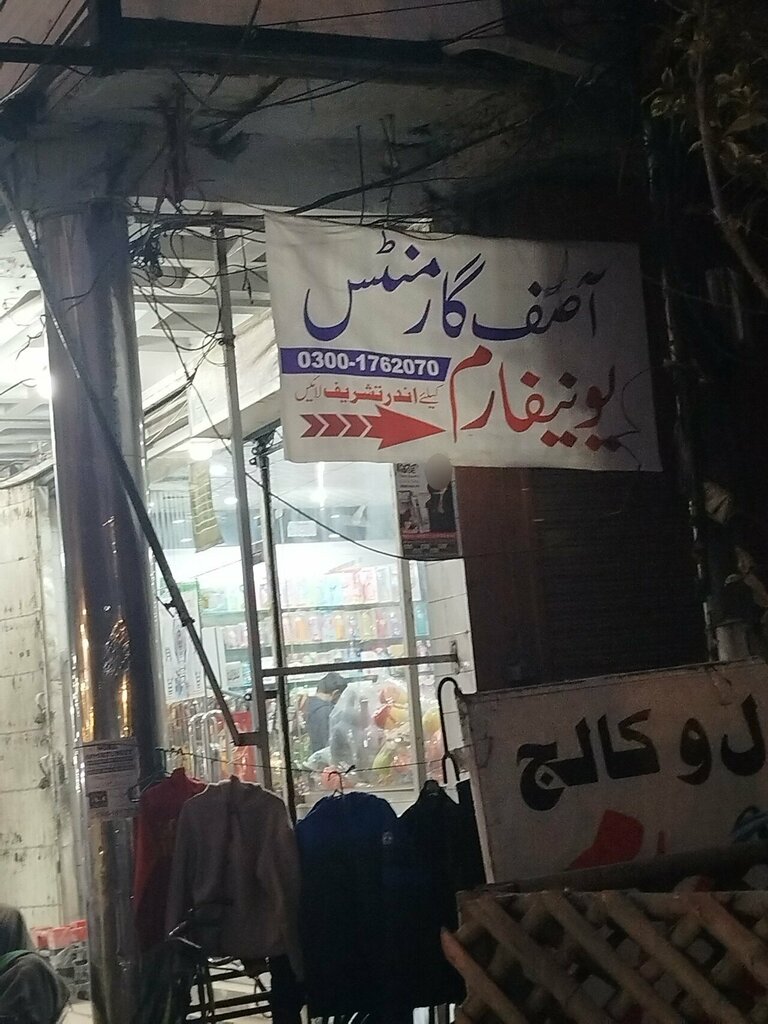 آصف گارمنٹس
یونیفارم
0300-1762070
کیلئے اندر تشریف لائیں
ل و کالج